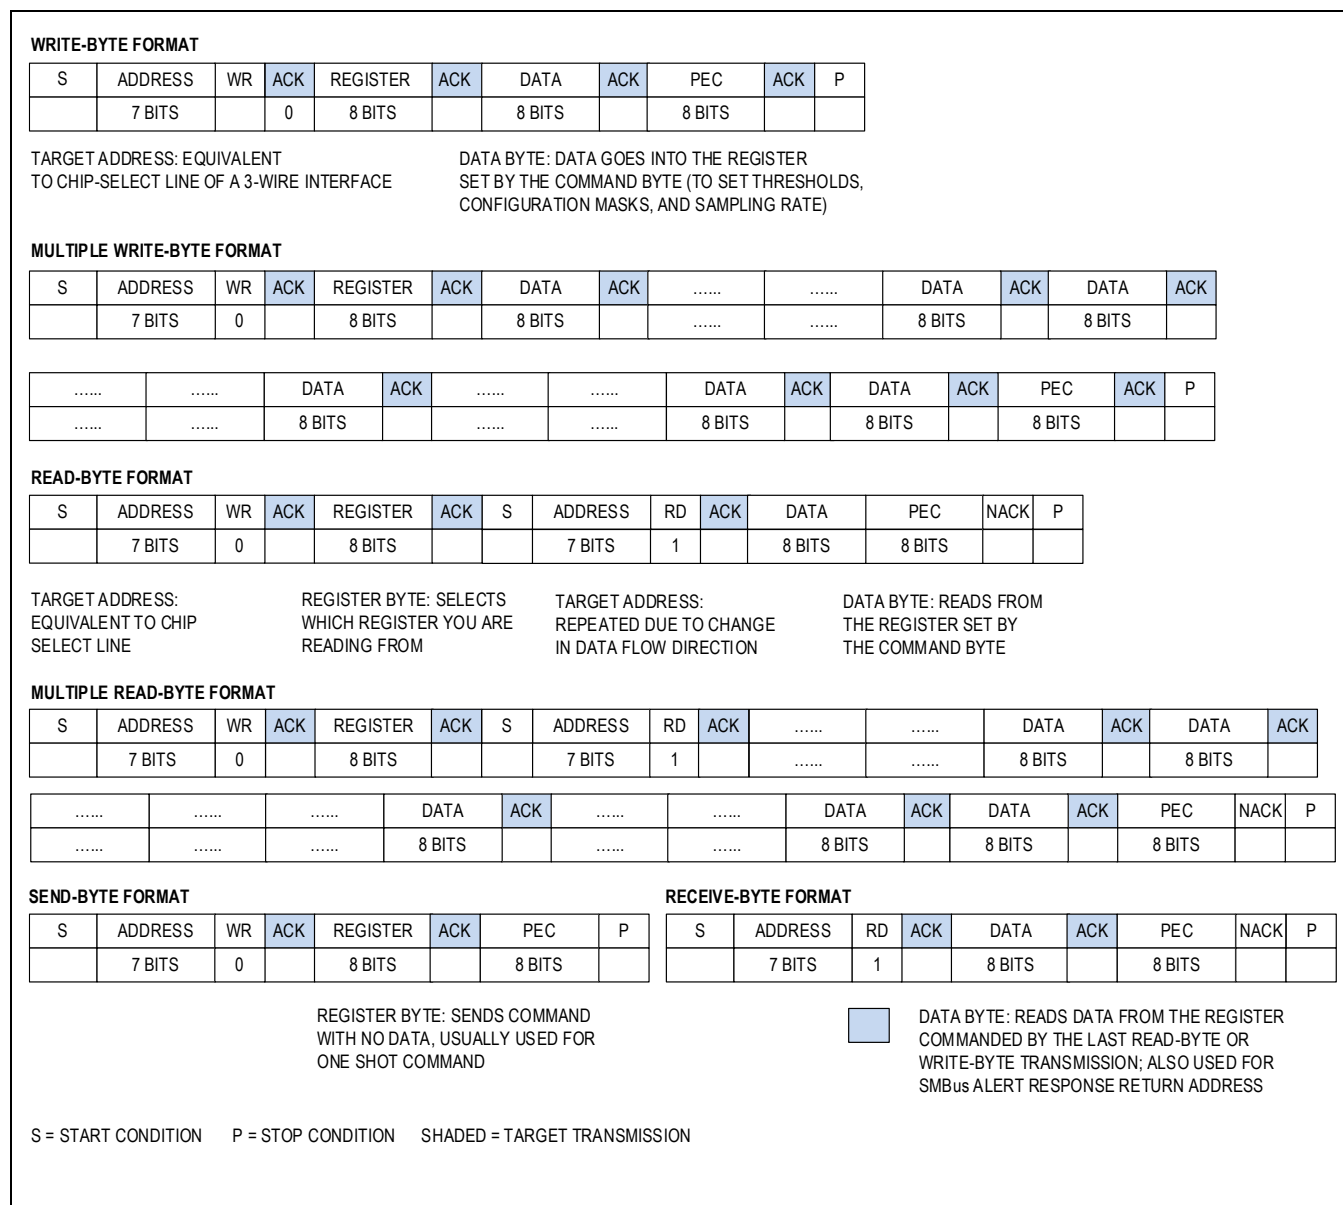 WRITE-BYTE FORMAT
S ADDRESS WR ACK REGISTER ACK DATA ACK PEC ACK P
7 BITS 0 8 BITS 8 BITS 8 BITS
TARGET ADDRESS: EQUIVALENT
TO CHIP-SELECT LINE OF A 3-WIRE INTERFACE
DATA BYTE: DATA GOES INTO THE REGISTER
SET BY THE COMMAND BYTE (TO SET THRESHOLDS,
CONFIGURATION MASKS, AND SAMPLING RATE)
MULTIPLE WRITE-BYTE FORMAT
S ADDRESS WR ACK REGISTER ACK DATA ACK ...... ...... DATA ACK DATA ACK
7 BITS 0 8 BITS 8 BITS ...... ...... 8 BITS 8 BITS
...... ...... DATA ACK ...... ...... DATA ACK DATA ACK PEC ACK P
...... ...... 8 BITS ...... ...... 8 BITS 8 BITS 8 BITS
READ-BYTE FORMAT
S ADDRESS WR ACK REGISTER ACK S ADDRESS RD ACK DATA PEC NACK P
7 BITS 0 8 BITS 7 BITS 1 8 BITS 8 BITS
TARGET ADDRESS:
EQUIVALENT TO CHIP
SELECT LINE
REGISTER BYTE: SELECTS
WHICH REGISTER YOU ARE
READING FROM
TARGET ADDRESS:
REPEATED DUE TO CHANGE
IN DATA FLOW DIRECTION
DATA BYTE: READS FROM
THE REGISTER SET BY
THE COMMAND BYTE
MULTIPLE READ-BYTE FORMAT
S ADDRESS WR ACK REGISTER ACK S ADDRESS RD ACK ...... ...... DATA ACK DATA ACK
7 BITS 0 8 BITS 7 BITS 1 ...... ...... 8 BITS 8 BITS
...... ...... ...... DATA ACK ...... ...... DATA ACK DATA ACK PEC NACK P
...... ...... ...... 8 BITS ...... ...... 8 BITS 8 BITS 8 BITS
SEND-BYTE FORMAT
S ADDRESS WR ACK REGISTER ACK PEC P
7 BITS 0 8 BITS 8 BITS
REGISTER BYTE: SENDS COMMAND
WITH NO DATA, USUALLY USED FOR
ONE SHOT COMMAND
RECEIVE-BYTE FORMAT
S ADDRESS RD ACK DATA ACK PEC NACK P
7 BITS 1 8 BITS 8 BITS
DATA BYTE: READS DATA FROM THE REGISTER
COMMANDED BY THE LAST READ-BYTE OR
WRITE-BYTE TRANSMISSION; ALSO USED FOR
SMBus ALERT RESPONSE RETURN ADDRESS
S = START CONDITION P = STOP CONDITION SHADED = TARGET TRANSMISSION